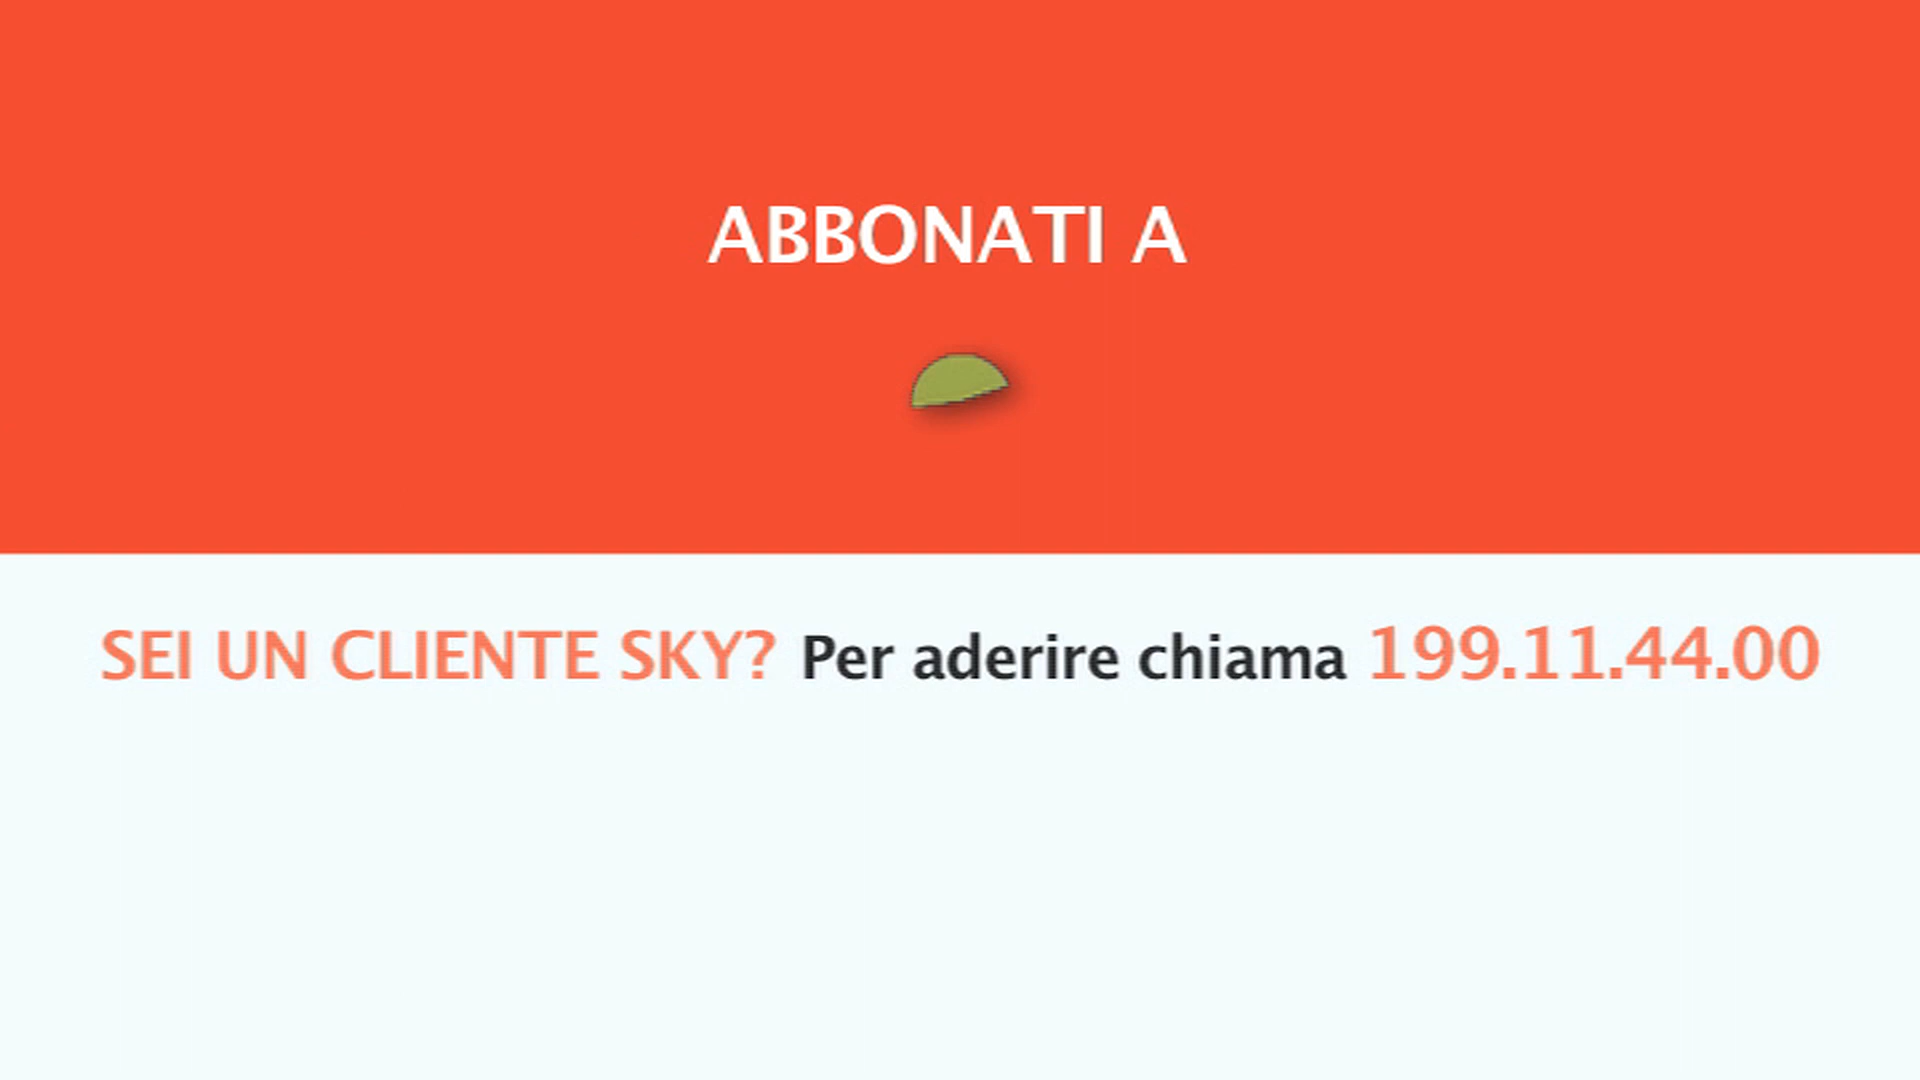 ABBONATI A
SEI UN CLIENTE SKY? Per aderire chiama 199.11.44.00